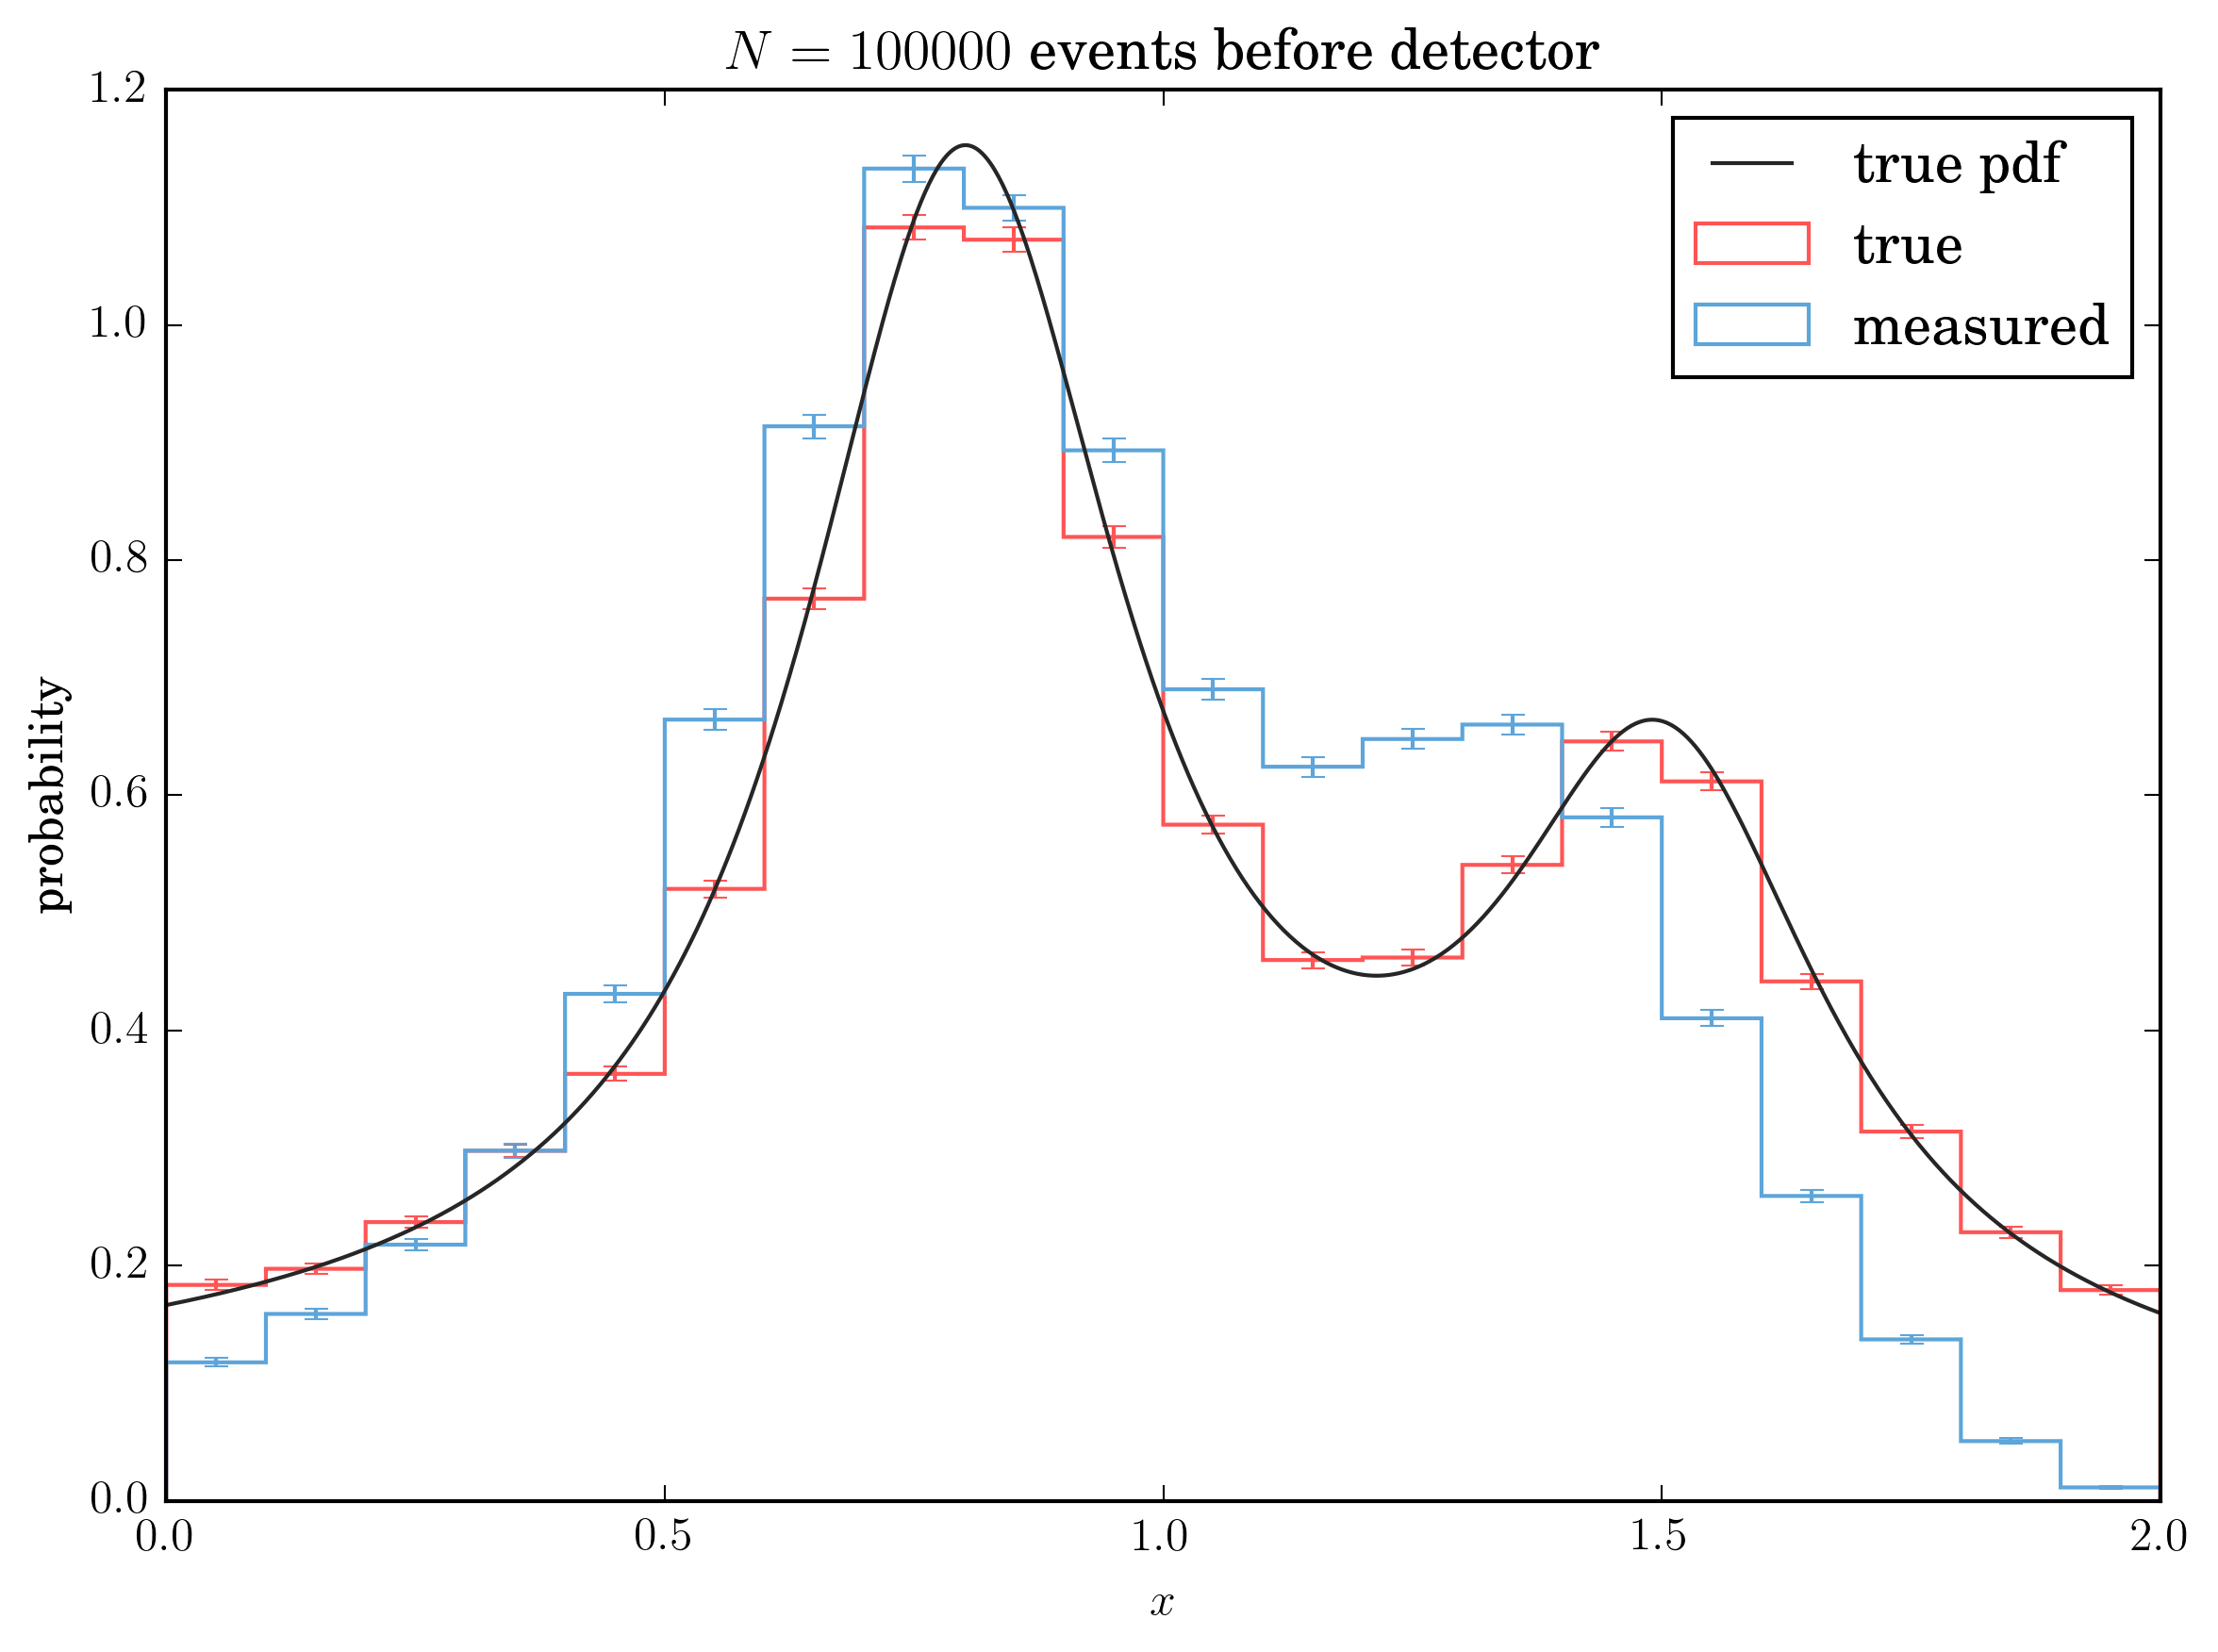 N = 100000 events before detector
1.2
1.0
0.8
0.6
0.4
0.2
0.0
probability
true pdf
true
measured
0.0 0.5 1.0 1.5 2.0
x